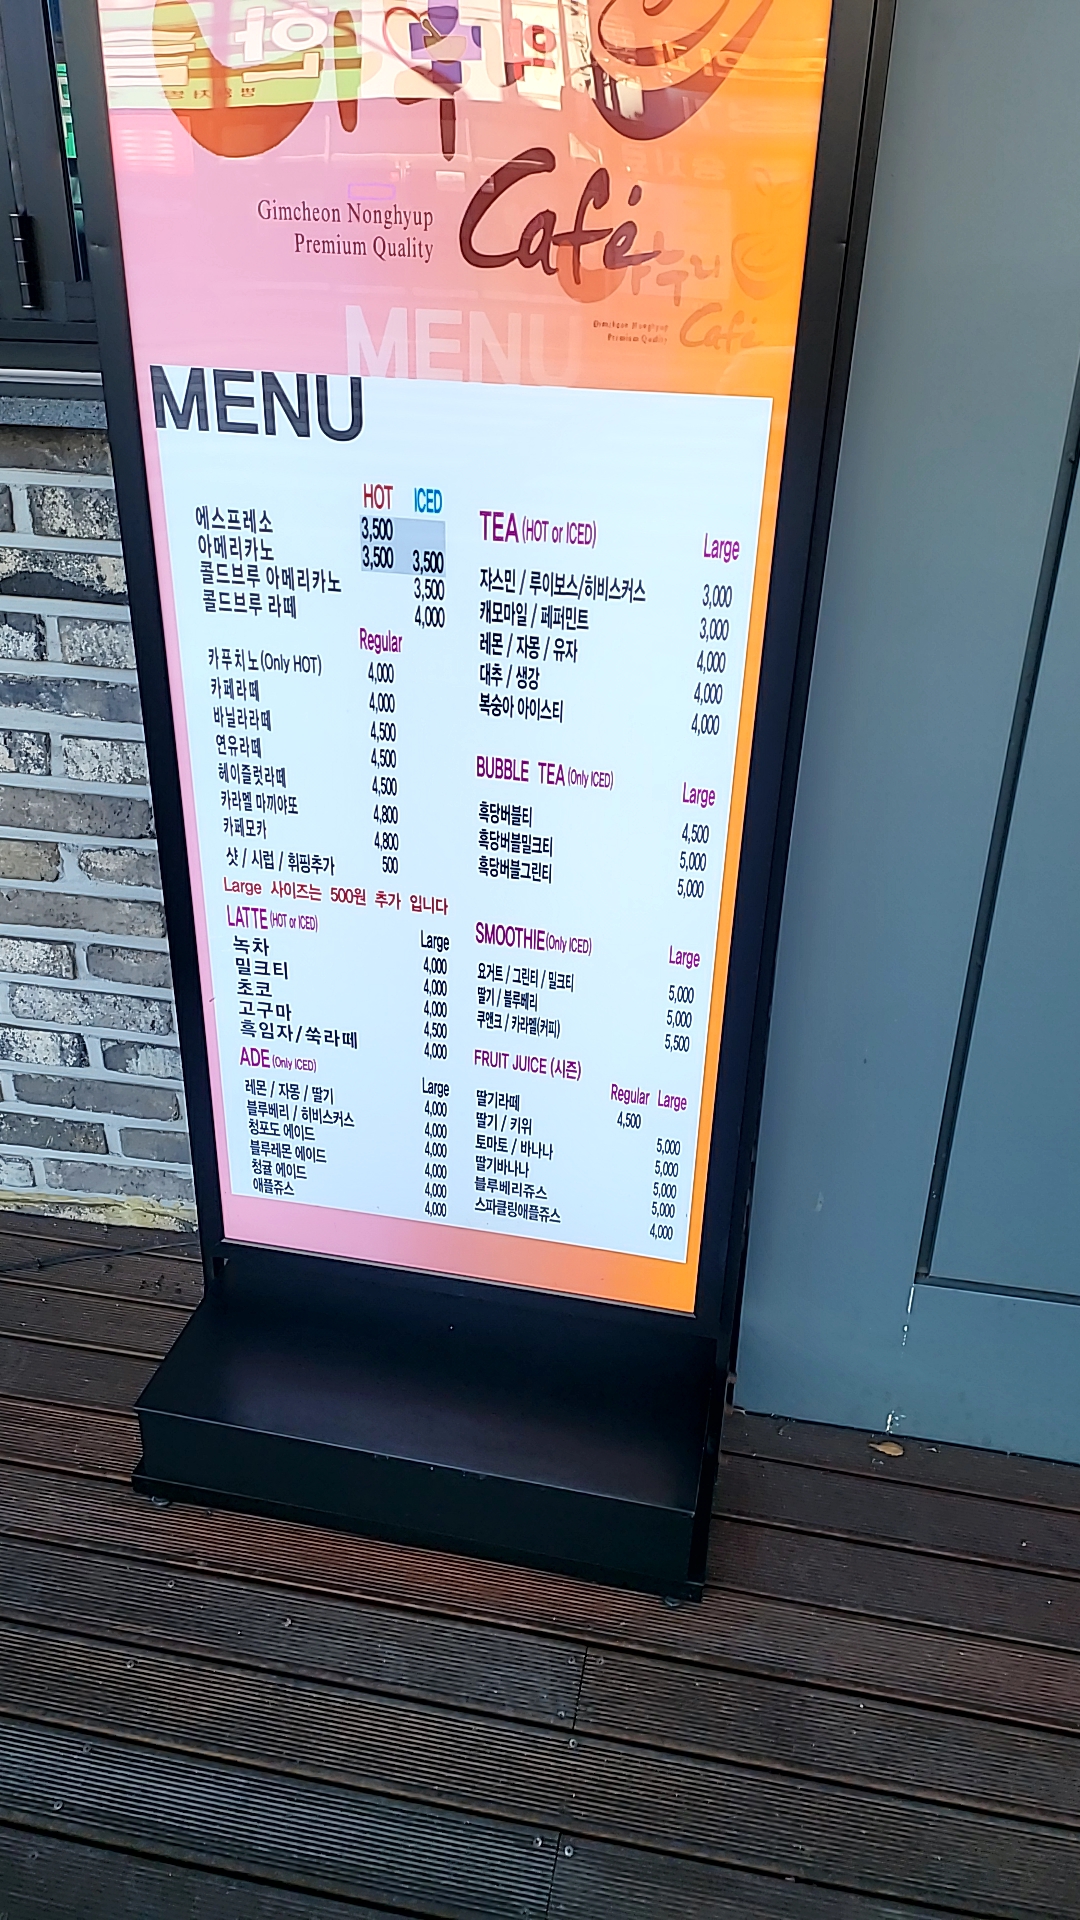 Café
Gimcheon Nonghyup
Premium Quality
아누리
Gimcheon Nonghyup
Premium Quality
Café
MENU
MENU
HOT ICED
에스프레소 3,500
아메리카노 3,500 3,500
콜드브루 아메리카노 3,500
콜드브루 라떼 4,000
Regular
카푸치노(Only HOT) 4,000
카페라떼 4,000
바닐라라떼 4,500
연유라떼 4,500
헤이즐럿라떼 4,500
카라멜 마끼야또 4,800
카페모카 4,800
샷 / 시럽 / 휘핑추가 500
Large 사이즈는 500원 추가 입니다
LATTE (HOT or ICED)
Large
녹차 4,000
밀크티 4,000
초코 4,000
고구마 4,500
흑임자/쑥라떼 4,000
ADE (Only ICED)
Large
레몬 / 자몽 / 딸기 4,000
블루베리 / 히비스커스 4,000
청포도 에이드 4,000
블루레몬 에이드 4,000
청귤 에이드 4,000
애플쥬스 4,000
TEA (HOT or ICED)
Large
쟈스민 / 루이보스/히비스커스 3,000
캐모마일 / 페퍼민트 3,000
레몬 / 자몽 / 유자 4,000
대추 / 생강 4,000
복숭아 아이스티 4,000
BUBBLE TEA (Only ICED)
Large
흑당버블티 4,500
흑당버블밀크티 5,000
흑당버블그린티 5,000
SMOOTHIE(Only ICED)
Large
요거트 / 그린티 / 밀크티 5,000
딸기 / 블루베리 5,000
쿠앤크 / 카라멜(커피) 5,500
FRUIT JUICE (시즌)
Regular Large
딸기라떼 4,500
딸기 / 키위 5,000
토마토 / 바나나 5,000
딸기바나나 5,000
블루베리쥬스 5,000
스파클링애플쥬스 4,000